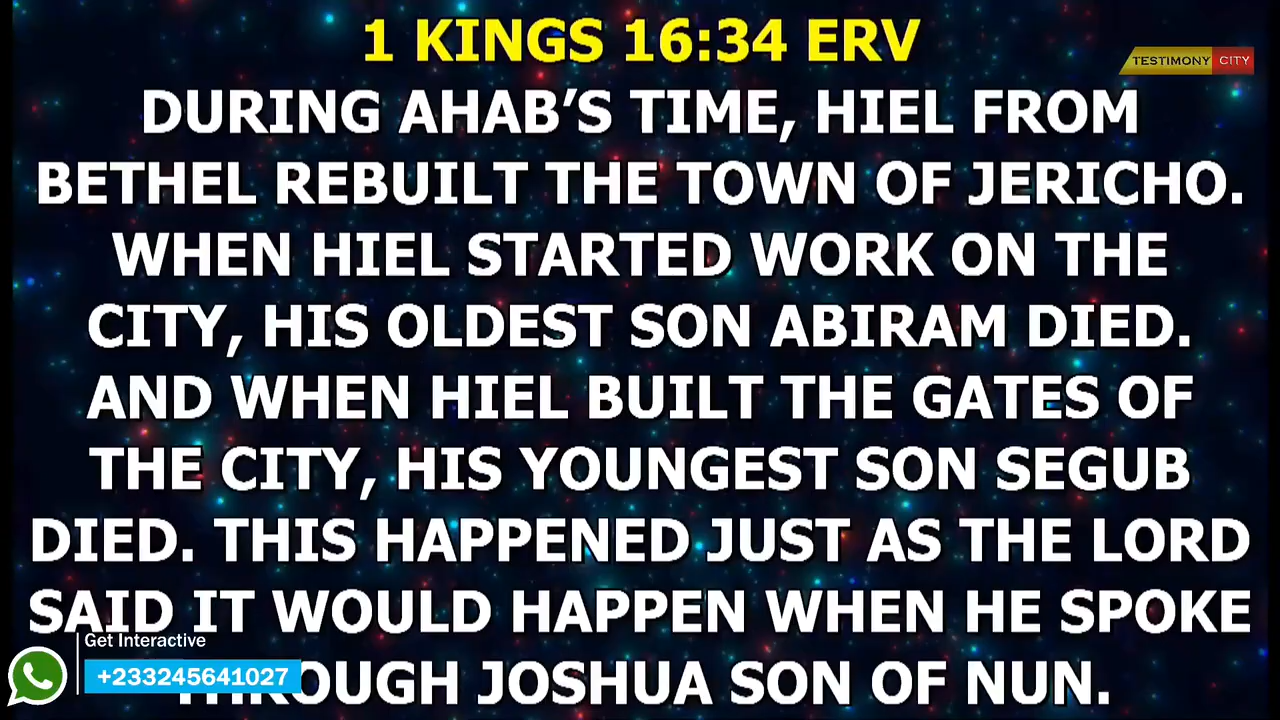 1 KINGS 16:34 ERV
TESTIMONY CITY
DURING AHAB’S TIME, HIEL FROM
BETHEL REBUILT THE TOWN OF JERICHO.
WHEN HIEL STARTED WORK ON THE
CITY, HIS OLDEST SON ABIRAM DIED.
AND WHEN HIEL BUILT THE GATES OF
THE CITY, HIS YOUNGEST SON SEGUB
DIED. THIS HAPPENED JUST AS THE LORD
SAID IT WOULD HAPPEN WHEN HE SPOKE
THROUGH JOSHUA SON OF NUN.
Get Interactive
+233245641027